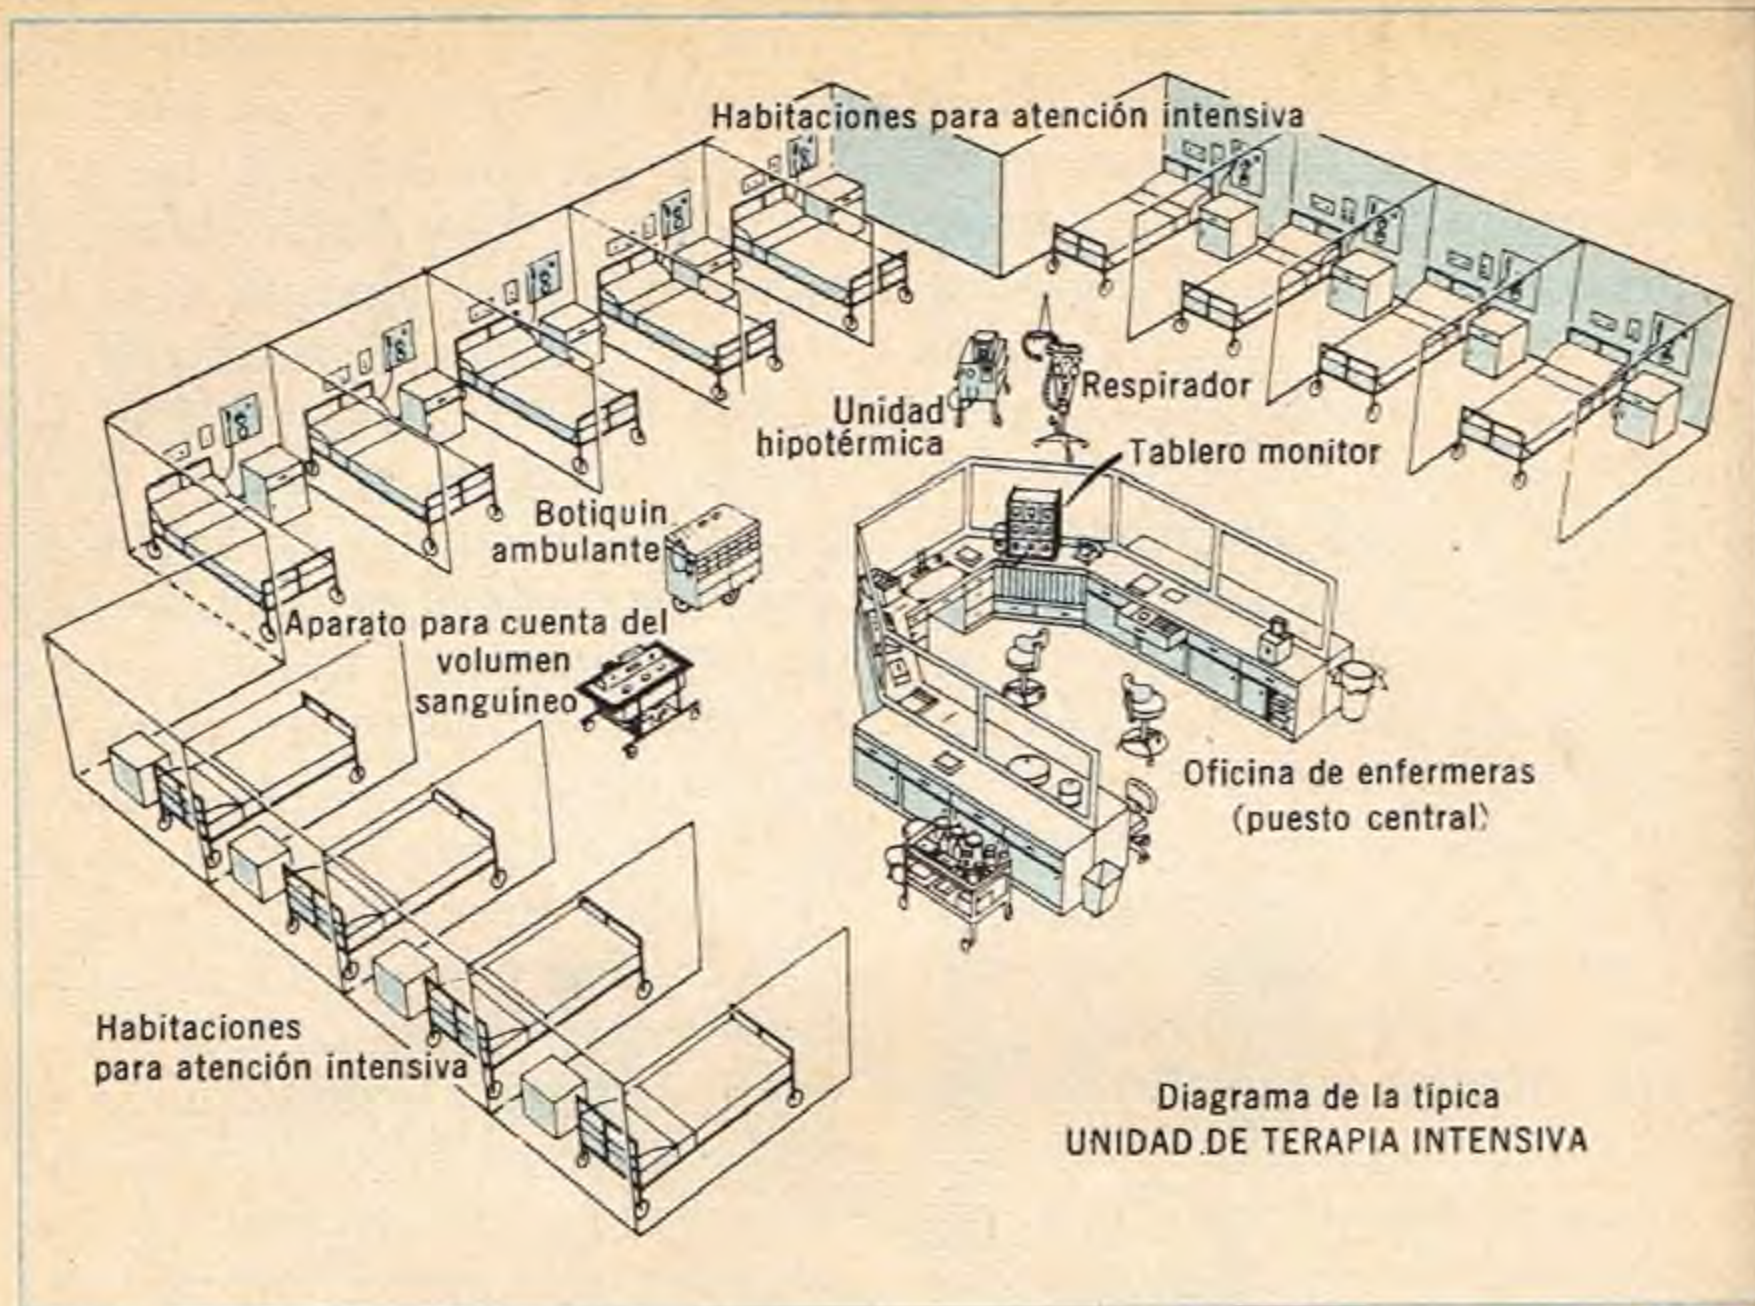 Habitaciones para atención intensiva
Respirador
Unidad
hipotérmica
Tablero monitor
Botiquin
ambulante
Aparato para cuenta del
volumen
sanguíneo
Oficina de enfermeras
(puesto central)
Habitaciones
para atención intensiva
Diagrama de la típica
UNIDAD DE TERAPIA INTENSIVA